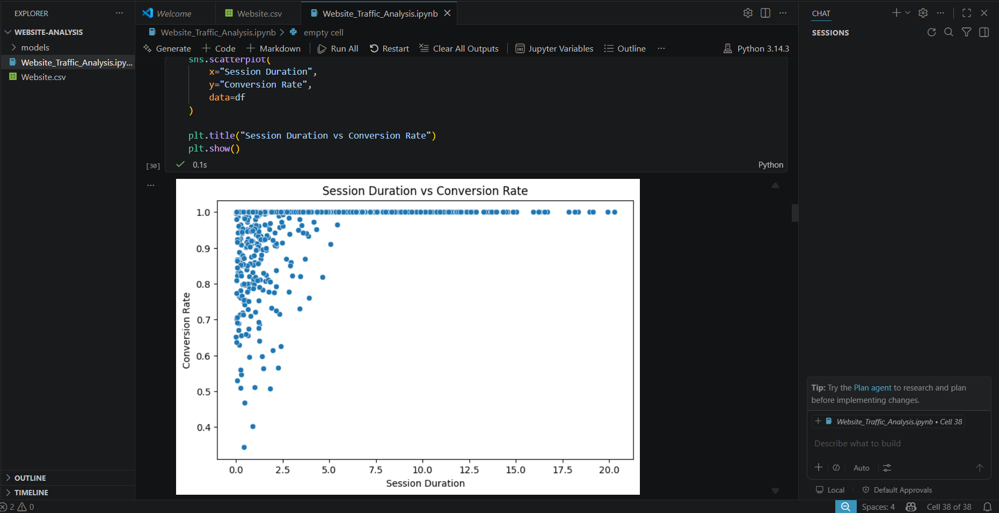 EXPLORER
WEBSITE-ANALYSIS
models
Website_Traffic_Analysis.ipy...
Website.csv
OUTLINE
TIMELINE
Welcome
Website.csv
Website_Traffic_Analysis.ipynb
Website_Traffic_Analysis.ipynb > empty cell
Generate + Code + Markdown Run All Restart Clear All Outputs Jupyter Variables Outline ... Python 3.14.3
sns.scatterplot(
x="Session Duration",
y="Conversion Rate",
data=df
)
plt.title("Session Duration vs Conversion Rate")
plt.show()
[30] 0.1s Python
Session Duration vs Conversion Rate
Conversion Rate
1.0
0.9
0.8
0.7
0.6
0.5
0.4
0.0 2.5 5.0 7.5 10.0 12.5 15.0 17.5 20.0
Session Duration
CHAT
SESSIONS
Tip: Try the Plan agent to research and plan
before implementing changes.
Website_Traffic_Analysis.ipynb • Cell 38
Describe what to build
Auto
Local Default Approvals
2 0 Spaces: 4 Cell 38 of 38